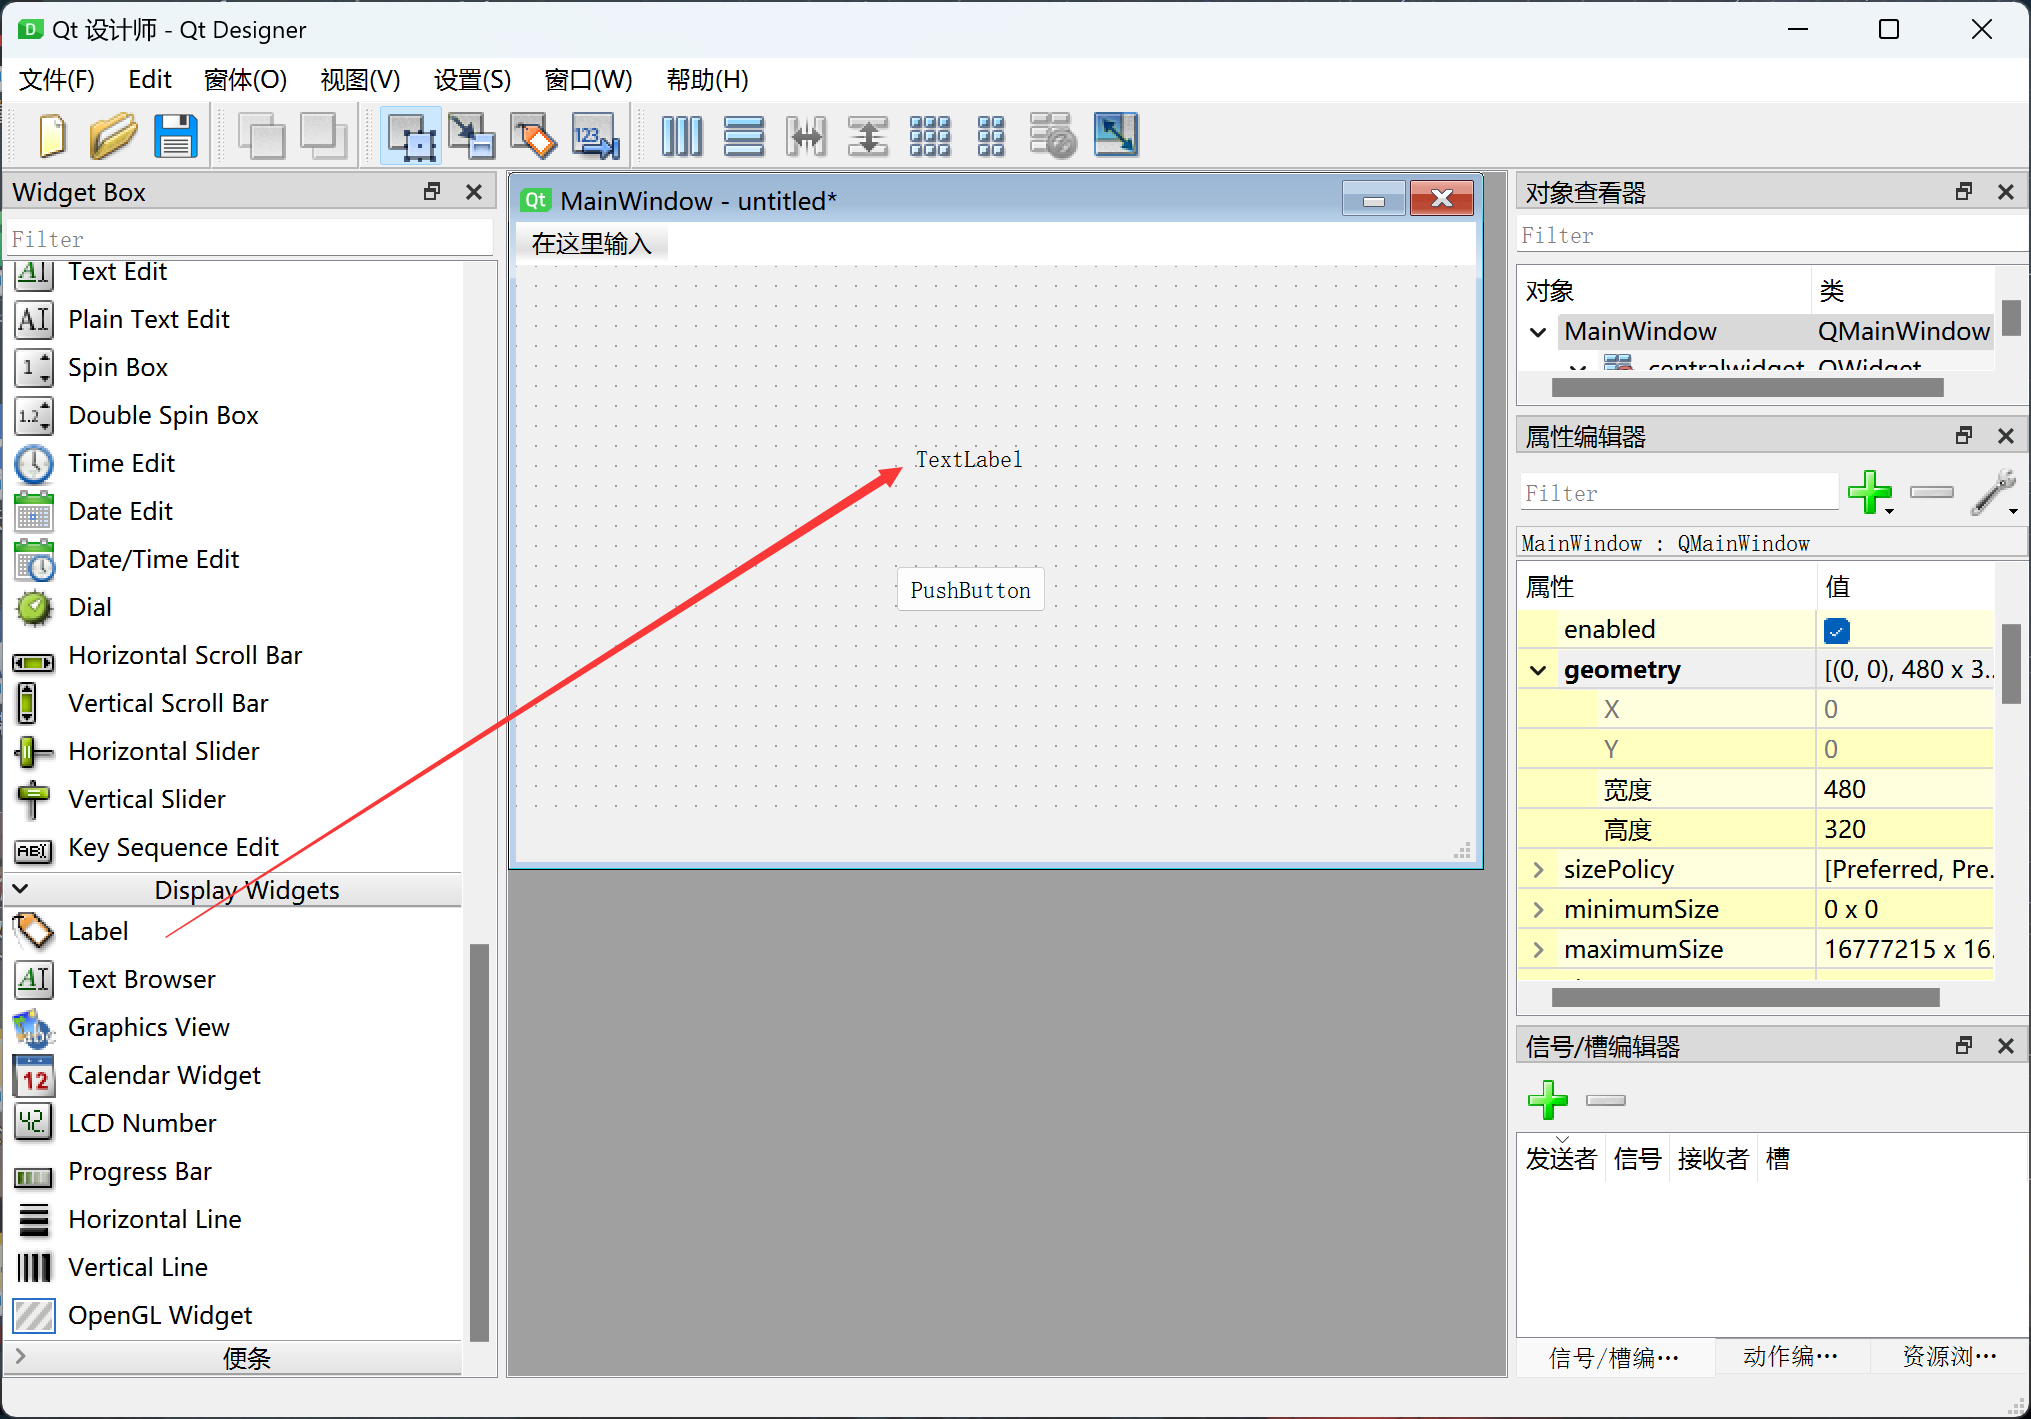 Qt 设计师 - Qt Designer
文件(F) Edit 窗体(O) 视图(V) 设置(S) 窗口(W) 帮助(H)
123
Widget Box
Filter
Text Edit
Plain Text Edit
Spin Box
Double Spin Box
Time Edit
Date Edit
Date/Time Edit
Dial
Horizontal Scroll Bar
Vertical Scroll Bar
Horizontal Slider
Vertical Slider
Key Sequence Edit
Display Widgets
Label
Text Browser
Graphics View
Calendar Widget
LCD Number
Progress Bar
Horizontal Line
Vertical Line
OpenGL Widget
便条
Qt MainWindow - untitled*
在这里输入
TextLabel
PushButton
对象查看器
Filter
对象 类
MainWindow QMainWindow
centralwidget QWidget
属性编辑器
Filter
MainWindow : QMainWindow
属性 值
enabled
geometry [(0, 0), 480 x 3...
X 0
Y 0
宽度 480
高度 320
sizePolicy [Preferred, Pre...
minimumSize 0 x 0
maximumSize 16777215 x 16...
信号/槽编辑器
发送者 信号 接收者 槽
信号/槽编… 动作编… 资源浏…